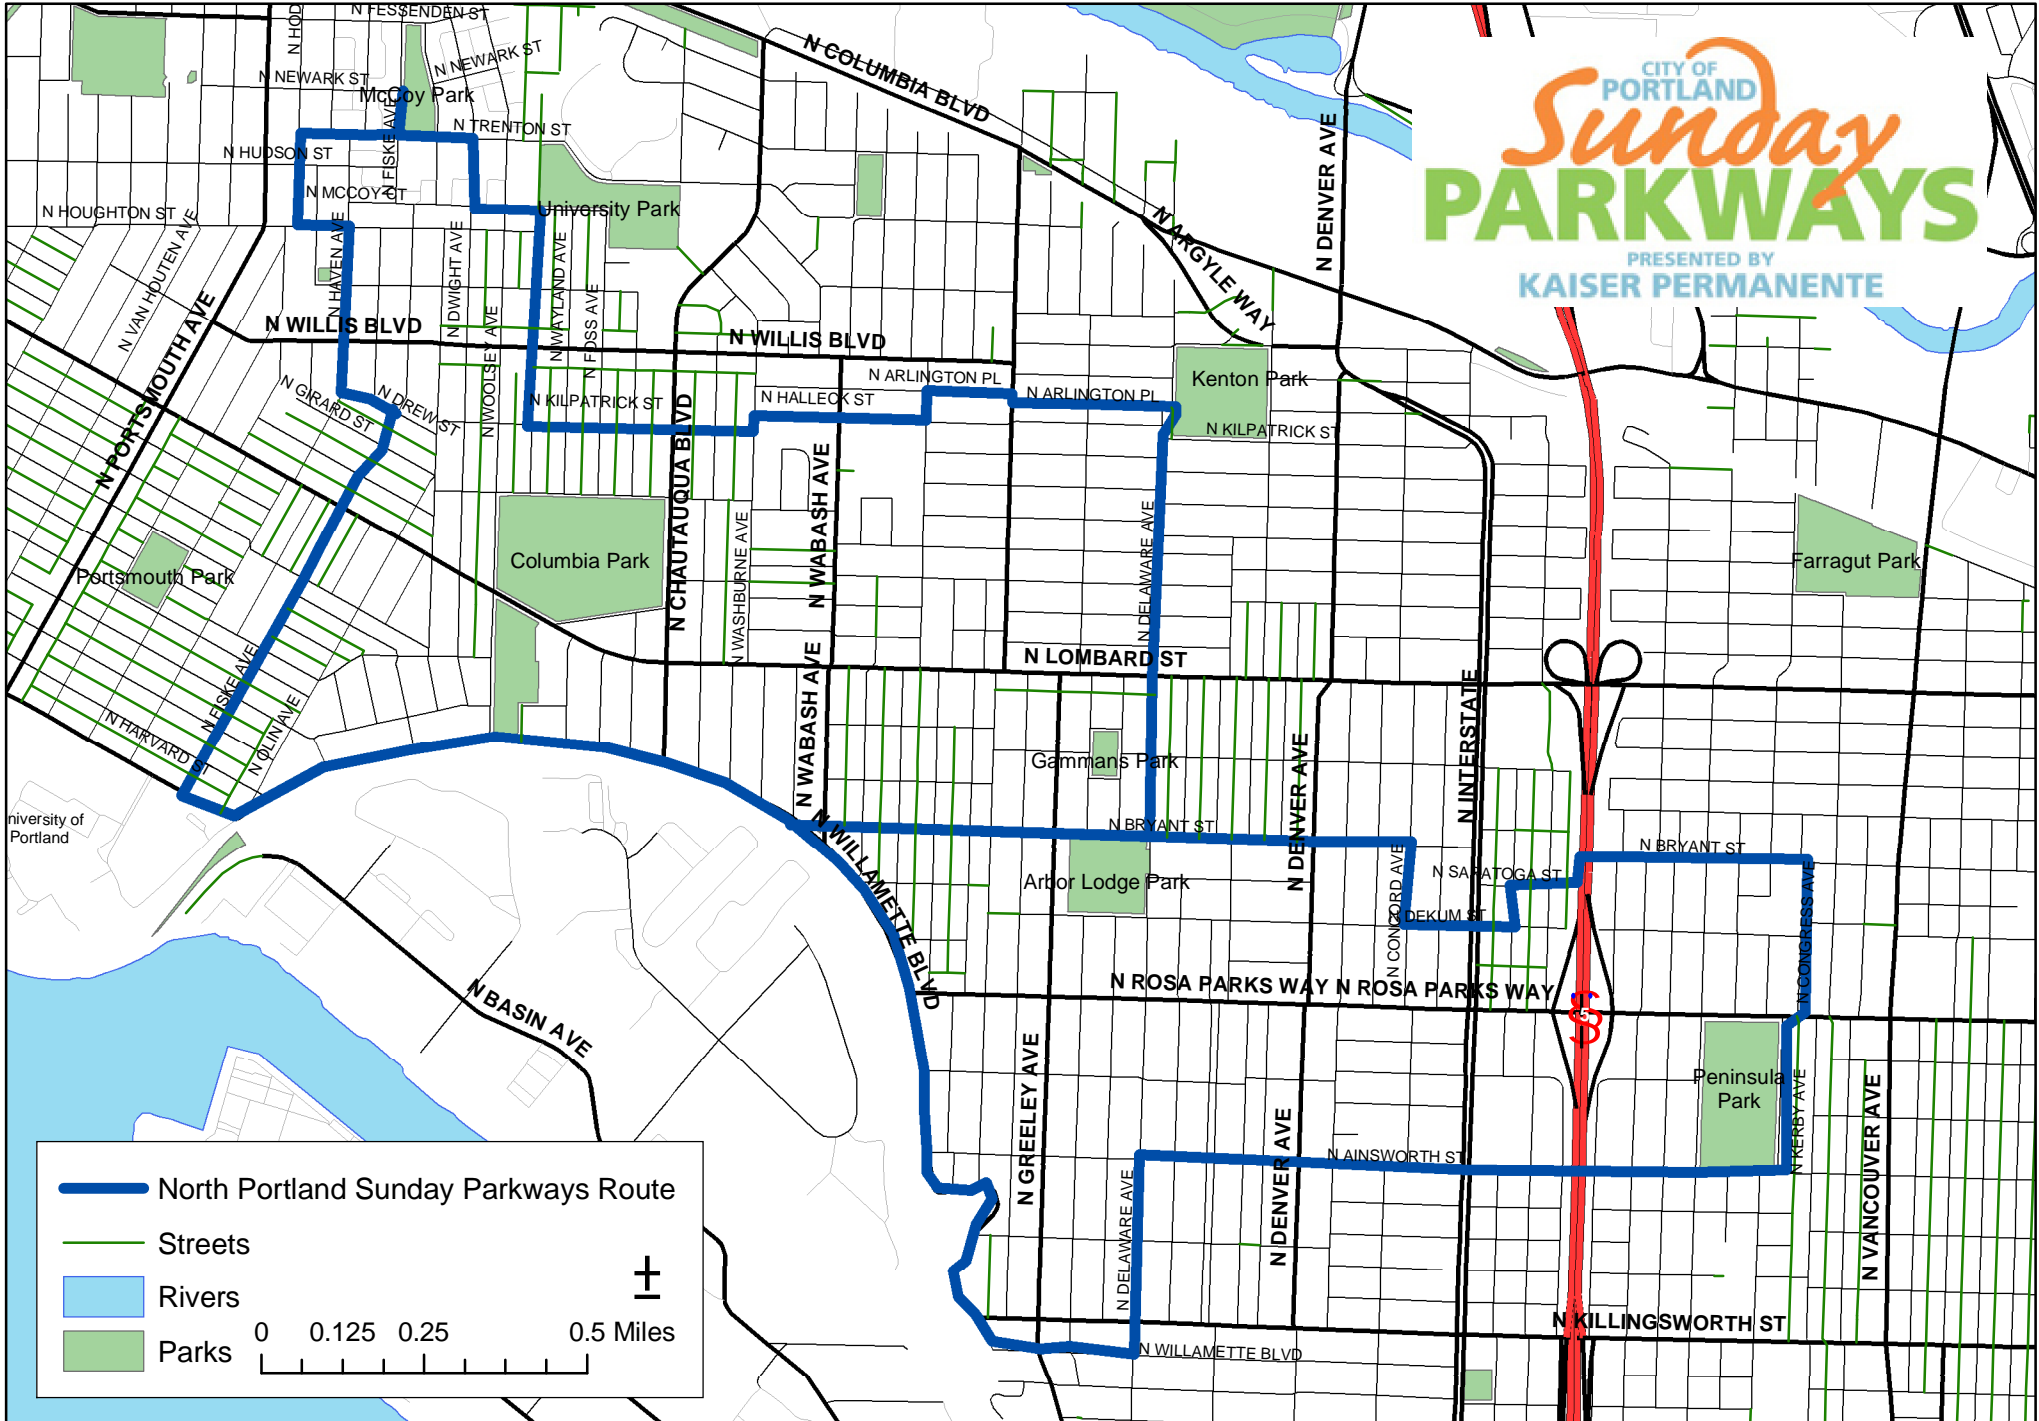 N FESSENDEN ST
N HOD
N NEWARK ST
N NEWARK ST
McCoy Park
N FISKE AVE
N TRENTON ST
N HUDSON ST
N MCCOY CT
N HOUGHTON ST
University Park
N COLUMBIA BLVD
N DENVER AVE
N ARGYLE WAY
CITY OF
PORTLAND
Sunday
PARKWAYS
PRESENTED BY
KAISER PERMANENTE
N VAN HOUTEN AVE
N HAVEN AVE
N DWIGHT AVE
N WOOLSEY AVE
N WAYLAND AVE
N FOSS AVE
N WILLIS BLVD
N WILLIS BLVD
N PORTSMOUTH AVE
N GIRARD ST
N DREW ST
N KILPATRICK ST
N HALLECK ST
N ARLINGTON PL
N ARLINGTON PL
Kenton Park
N KILPATRICK ST
N CHAUTAUQUA BLVD
N WABASH AVE
N WASHBURNE AVE
N DELAWARE AVE
Columbia Park
Portsmouth Park
Farragut Park
N LOMBARD ST
N FISKE AVE
N OLIN AVE
N HARVARD ST
N WABASH AVE
N INTERSTATE
Gammans Park
N DENVER AVE
niversity of
Portland
N BRYANT ST
N BRYANT ST
N WILLAMETTE BLVD
Arbor Lodge Park
N CONCORD AVE
N SARATOGA ST
N DEKUM ST
N CONGRESS AVE
N BASIN AVE
N ROSA PARKS WAY
N ROSA PARKS WAY
N GREELEY AVE
Peninsula
Park
N KERBY AVE
N VANCOUVER AVE
N DENVER AVE
N AINSWORTH ST
N DELAWARE AVE
N KILLINGSWORTH ST
N WILLAMETTE BLVD
North Portland Sunday Parkways Route
Streets
Rivers
Parks
±
0 0.125 0.25 0.5 Miles